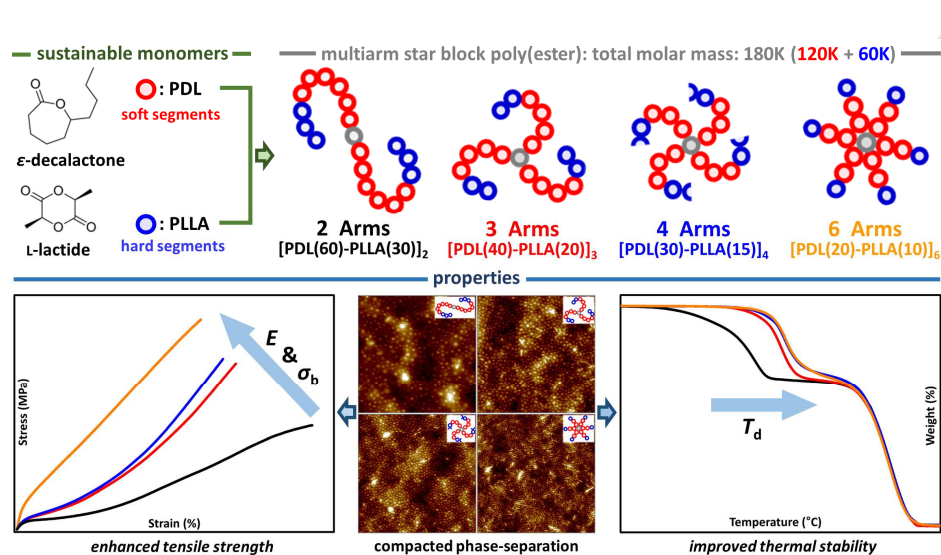 sustainable monomers
multiarm star block poly(ester): total molar mass: 180K (120K + 60K)
O
O
: PDL
soft segments
ε-decalactone
O
O
O
O
: PLLA
hard segments
L-lactide
2 Arms
[PDL(60)-PLLA(30)]2
3 Arms
[PDL(40)-PLLA(20)]3
4 Arms
[PDL(30)-PLLA(15)]4
6 Arms
[PDL(20)-PLLA(10)]6
properties
Stress (MPa)
E
&
σb
Strain (%)
enhanced tensile strength
compacted phase-separation
Td
Weight (%)
Temperature (°C)
improved thermal stability